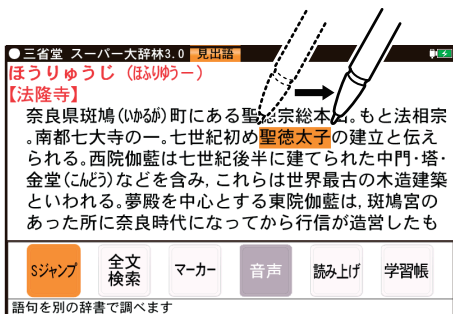 ●三省堂 スーパー大辞林3.0 見出語
ほうりゅうじ (ほふりゆうー)
【法隆寺】
奈良県斑鳩(いかるが)町にある聖徳宗総本山。もと法相宗
。南都七大寺の一。七世紀初め聖徳太子の建立と伝え
られる。西院伽藍は七世紀後半に建てられた中門・塔・
金堂(こんどう)などを含み, これらは世界最古の木造建築
といわれる。夢殿を中心とする東院伽藍は, 斑鳩宮の
あった所に奈良時代になってから行信が造営したも
Sジャンプ 全文検索 マーカー 音声 読み上げ 学習帳
語句を別の辞書で調べます